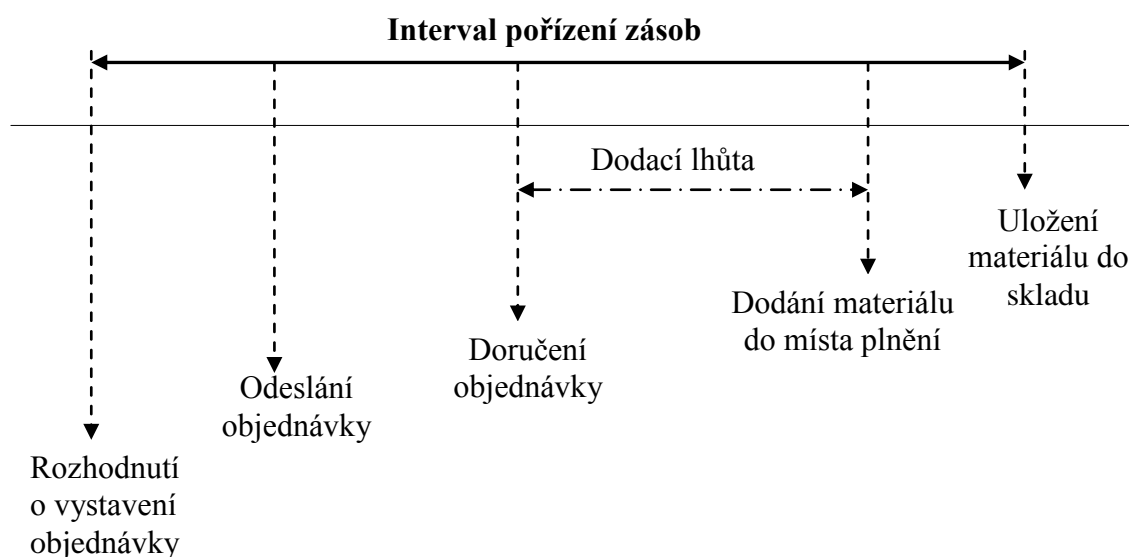 Interval pořízení zásob
Dodací lhůta
Uložení
materiálu do
skladu
Dodání materiálu
do místa plnění
Doručení
objednávky
Odeslání
objednávky
Rozhodnutí
o vystavení
objednávky